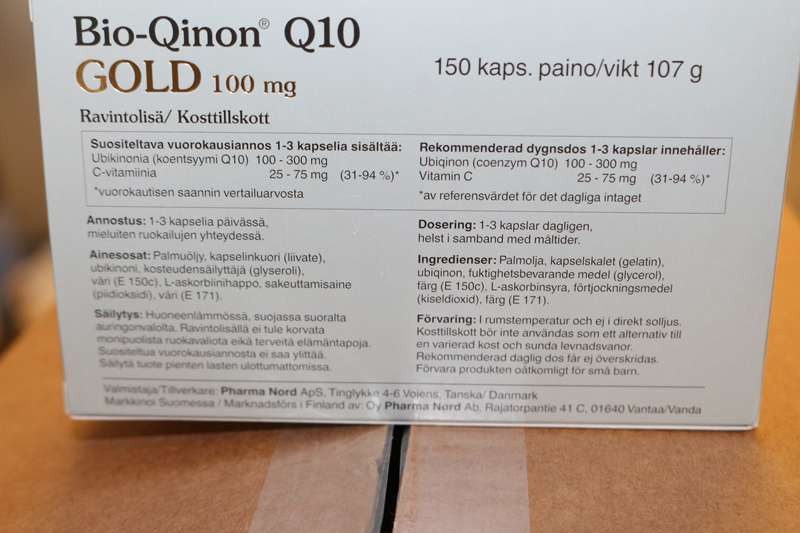 Bio-Qinon® Q10
GOLD 100 mg
150 kaps. paino/vikt 107 g
Ravintolisä/ Kosttillskott
Suositeltava vuorokausiannos 1-3 kapselia sisältää:
Ubikinonia (koentsyymi Q10) 100 - 300 mg
C-vitamiinia 25 - 75 mg (31-94 %)*
*vuorokautisen saannin vertailuarvosta
Rekommenderad dygnsdos 1-3 kapslar innehåller:
Ubiqinon (coenzym Q10) 100 - 300 mg
Vitamin C 25 - 75 mg (31-94 %)*
*av referensvärdet för det dagliga intaget
Annostus: 1-3 kapselia päivässä,
mieluiten ruokailujen yhteydessä.
Ainesosat: Palmuöljy, kapselinkuori (liivate),
ubikinoni, kosteudensäilyttäjä (glyseroli),
väri (E 150c), L-askorbiinihappo, sakeuttamisaine
(piidioksidi), väri (E 171).
Säilytys: Huoneenlämmössä, suojassa suoralta
auringonvalolta. Ravintolisällä ei tule korvata
monipuolista ruokavaliota eikä terveitä elämäntapoja.
Suositeltua vuorokausiannosta ei saa ylittää.
Säilytä tuote pienten lasten ulottumattomissa.
Dosering: 1-3 kapslar dagligen,
helst i samband med måltider.
Ingredienser: Palmolja, kapselskalet (gelatin),
ubiqinon, fuktighetsbevarande medel (glycerol),
färg (E 150c), L-askorbinsyra, förtjockningsmedel
(kiseldioxid), färg (E 171).
Förvaring: I rumstemperatur och ej i direkt solljus.
Kosttillskott bör inte användas som ett alternativ till
en varierad kost och sunda levnadsvanor.
Rekommenderad daglig dos får ej överskridas.
Förvara produkten oåtkomligt för små barn.
Valmistaja/Tillverkare: Pharma Nord ApS, Tinglykke 4-6 Vojens, Tanska/ Danmark
Markkinoi Suomessa / Marknadsförs i Finland av: Oy Pharma Nord Ab, Rajatorpantie 41 C, 01640 Vantaa/Vanda